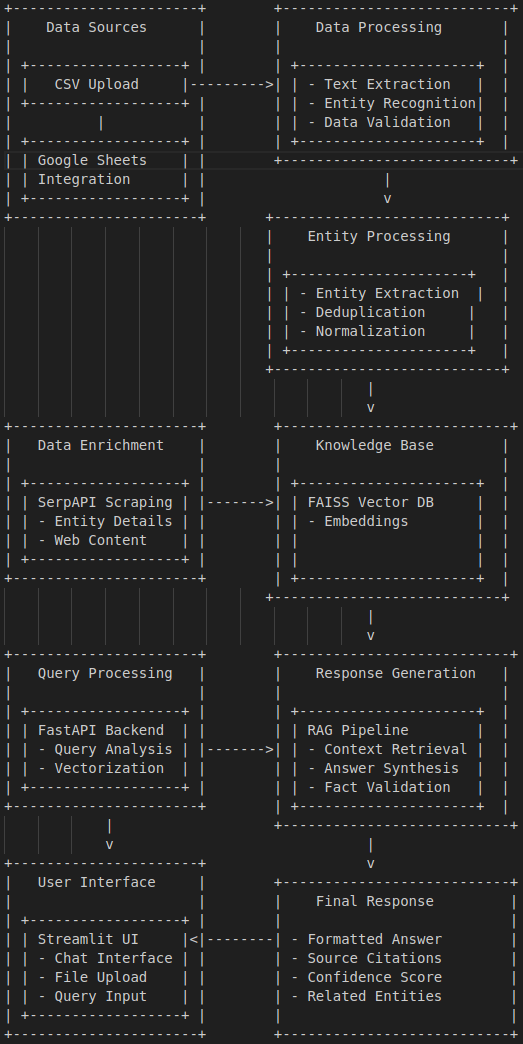 Data Sources
CSV Upload
Google Sheets
Integration
Data Processing
- Text Extraction
- Entity Recognition
- Data Validation
Entity Processing
- Entity Extraction
- Deduplication
- Normalization
Data Enrichment
SerpAPI Scraping
- Entity Details
- Web Content
Knowledge Base
FAISS Vector DB
- Embeddings
Query Processing
FastAPI Backend
- Query Analysis
- Vectorization
Response Generation
RAG Pipeline
- Context Retrieval
- Answer Synthesis
- Fact Validation
User Interface
Streamlit UI
- Chat Interface
- File Upload
- Query Input
Final Response
- Formatted Answer
- Source Citations
- Confidence Score
- Related Entities